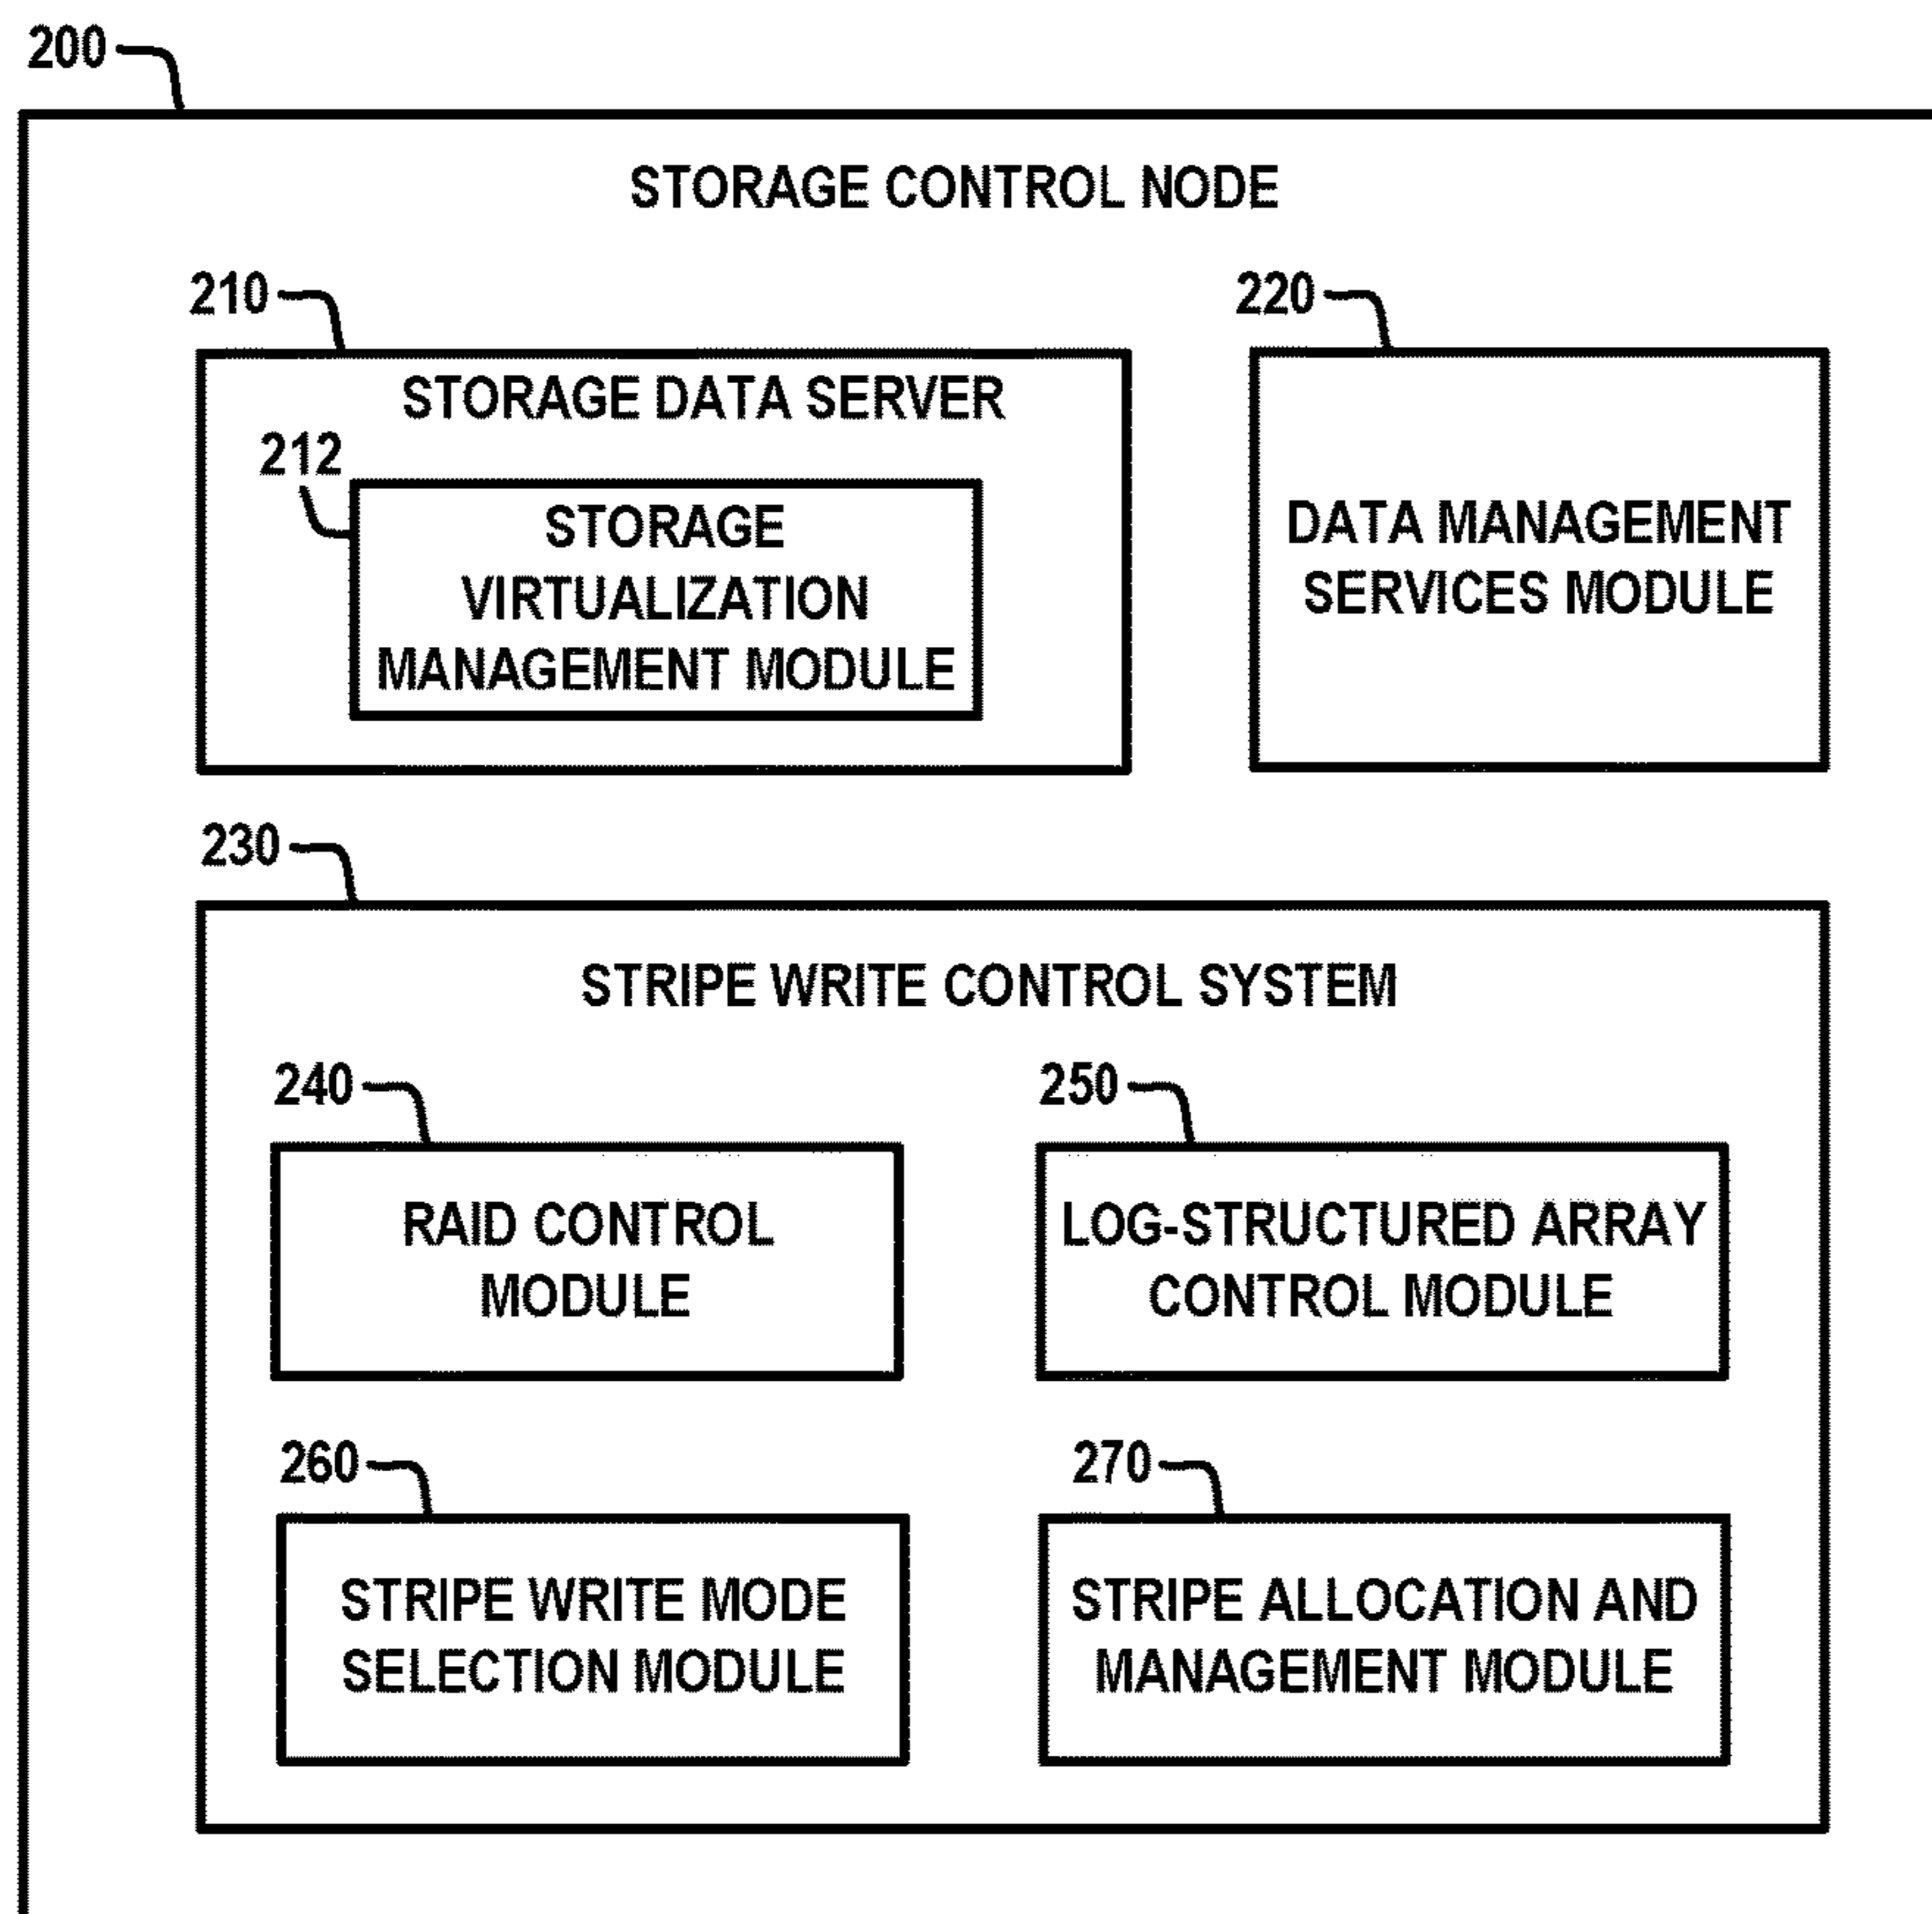 200
STORAGE CONTROL NODE
210
220
STORAGE DATA SERVER
212
STORAGE
VIRTUALIZATION
MANAGEMENT MODULE
DATA MANAGEMENT
SERVICES MODULE
230
STRIPE WRITE CONTROL SYSTEM
240
250
RAID CONTROL
MODULE
LOG-STRUCTURED ARRAY
CONTROL MODULE
260
270
STRIPE WRITE MODE
SELECTION MODULE
STRIPE ALLOCATION AND
MANAGEMENT MODULE